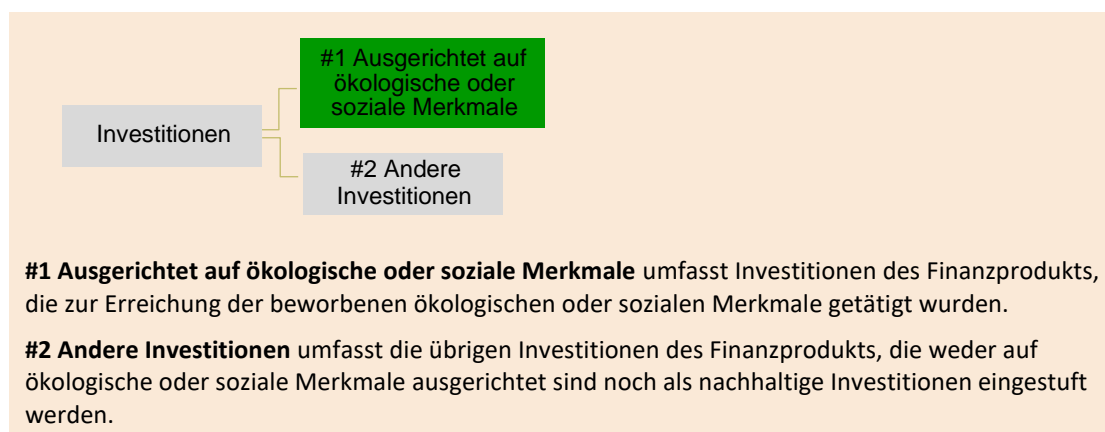 #1 Ausgerichtet auf
ökologische oder
soziale Merkmale
Investitionen
#2 Andere
Investitionen
#1 Ausgerichtet auf ökologische oder soziale Merkmale umfasst Investitionen des Finanzprodukts,
die zur Erreichung der beworbenen ökologischen oder sozialen Merkmale getätigt wurden.
#2 Andere Investitionen umfasst die übrigen Investitionen des Finanzprodukts, die weder auf
ökologische oder soziale Merkmale ausgerichtet sind noch als nachhaltige Investitionen eingestuft
werden.